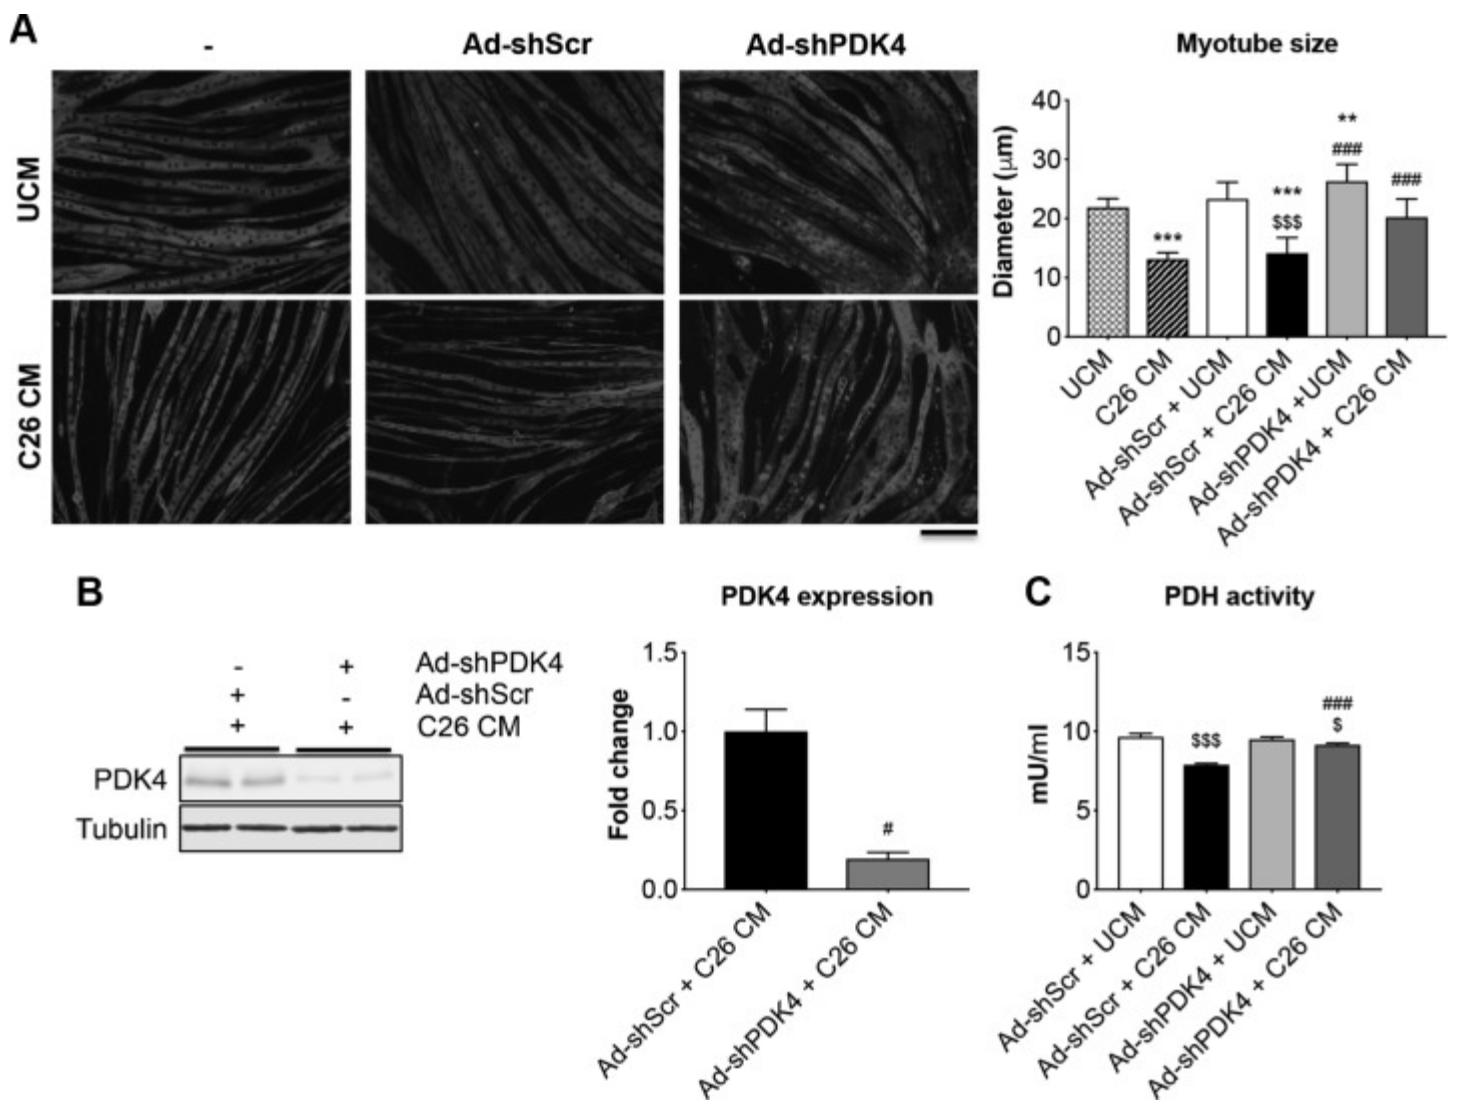 A
-
Ad-shScr
Ad-shPDK4
UCM
C26 CM
Myotube size
Diameter (μm)
40
30
20
10
0
***
***
$$$
**
###
###
UCM
C26 CM
Ad-shScr + UCM
Ad-shScr + C26 CM
Ad-shPDK4 +UCM
Ad-shPDK4 + C26 CM
B
- + Ad-shPDK4
+ - Ad-shScr
+ + C26 CM
PDK4
Tubulin
PDK4 expression
Fold change
1.5
1.0
0.5
0.0
#
Ad-shScr + C26 CM
Ad-shPDK4 + C26 CM
C
PDH activity
mU/ml
15
10
5
0
$$$
###
$
Ad-shScr + UCM
Ad-shScr + C26 CM
Ad-shPDK4 + UCM
Ad-shPDK4 + C26 CM